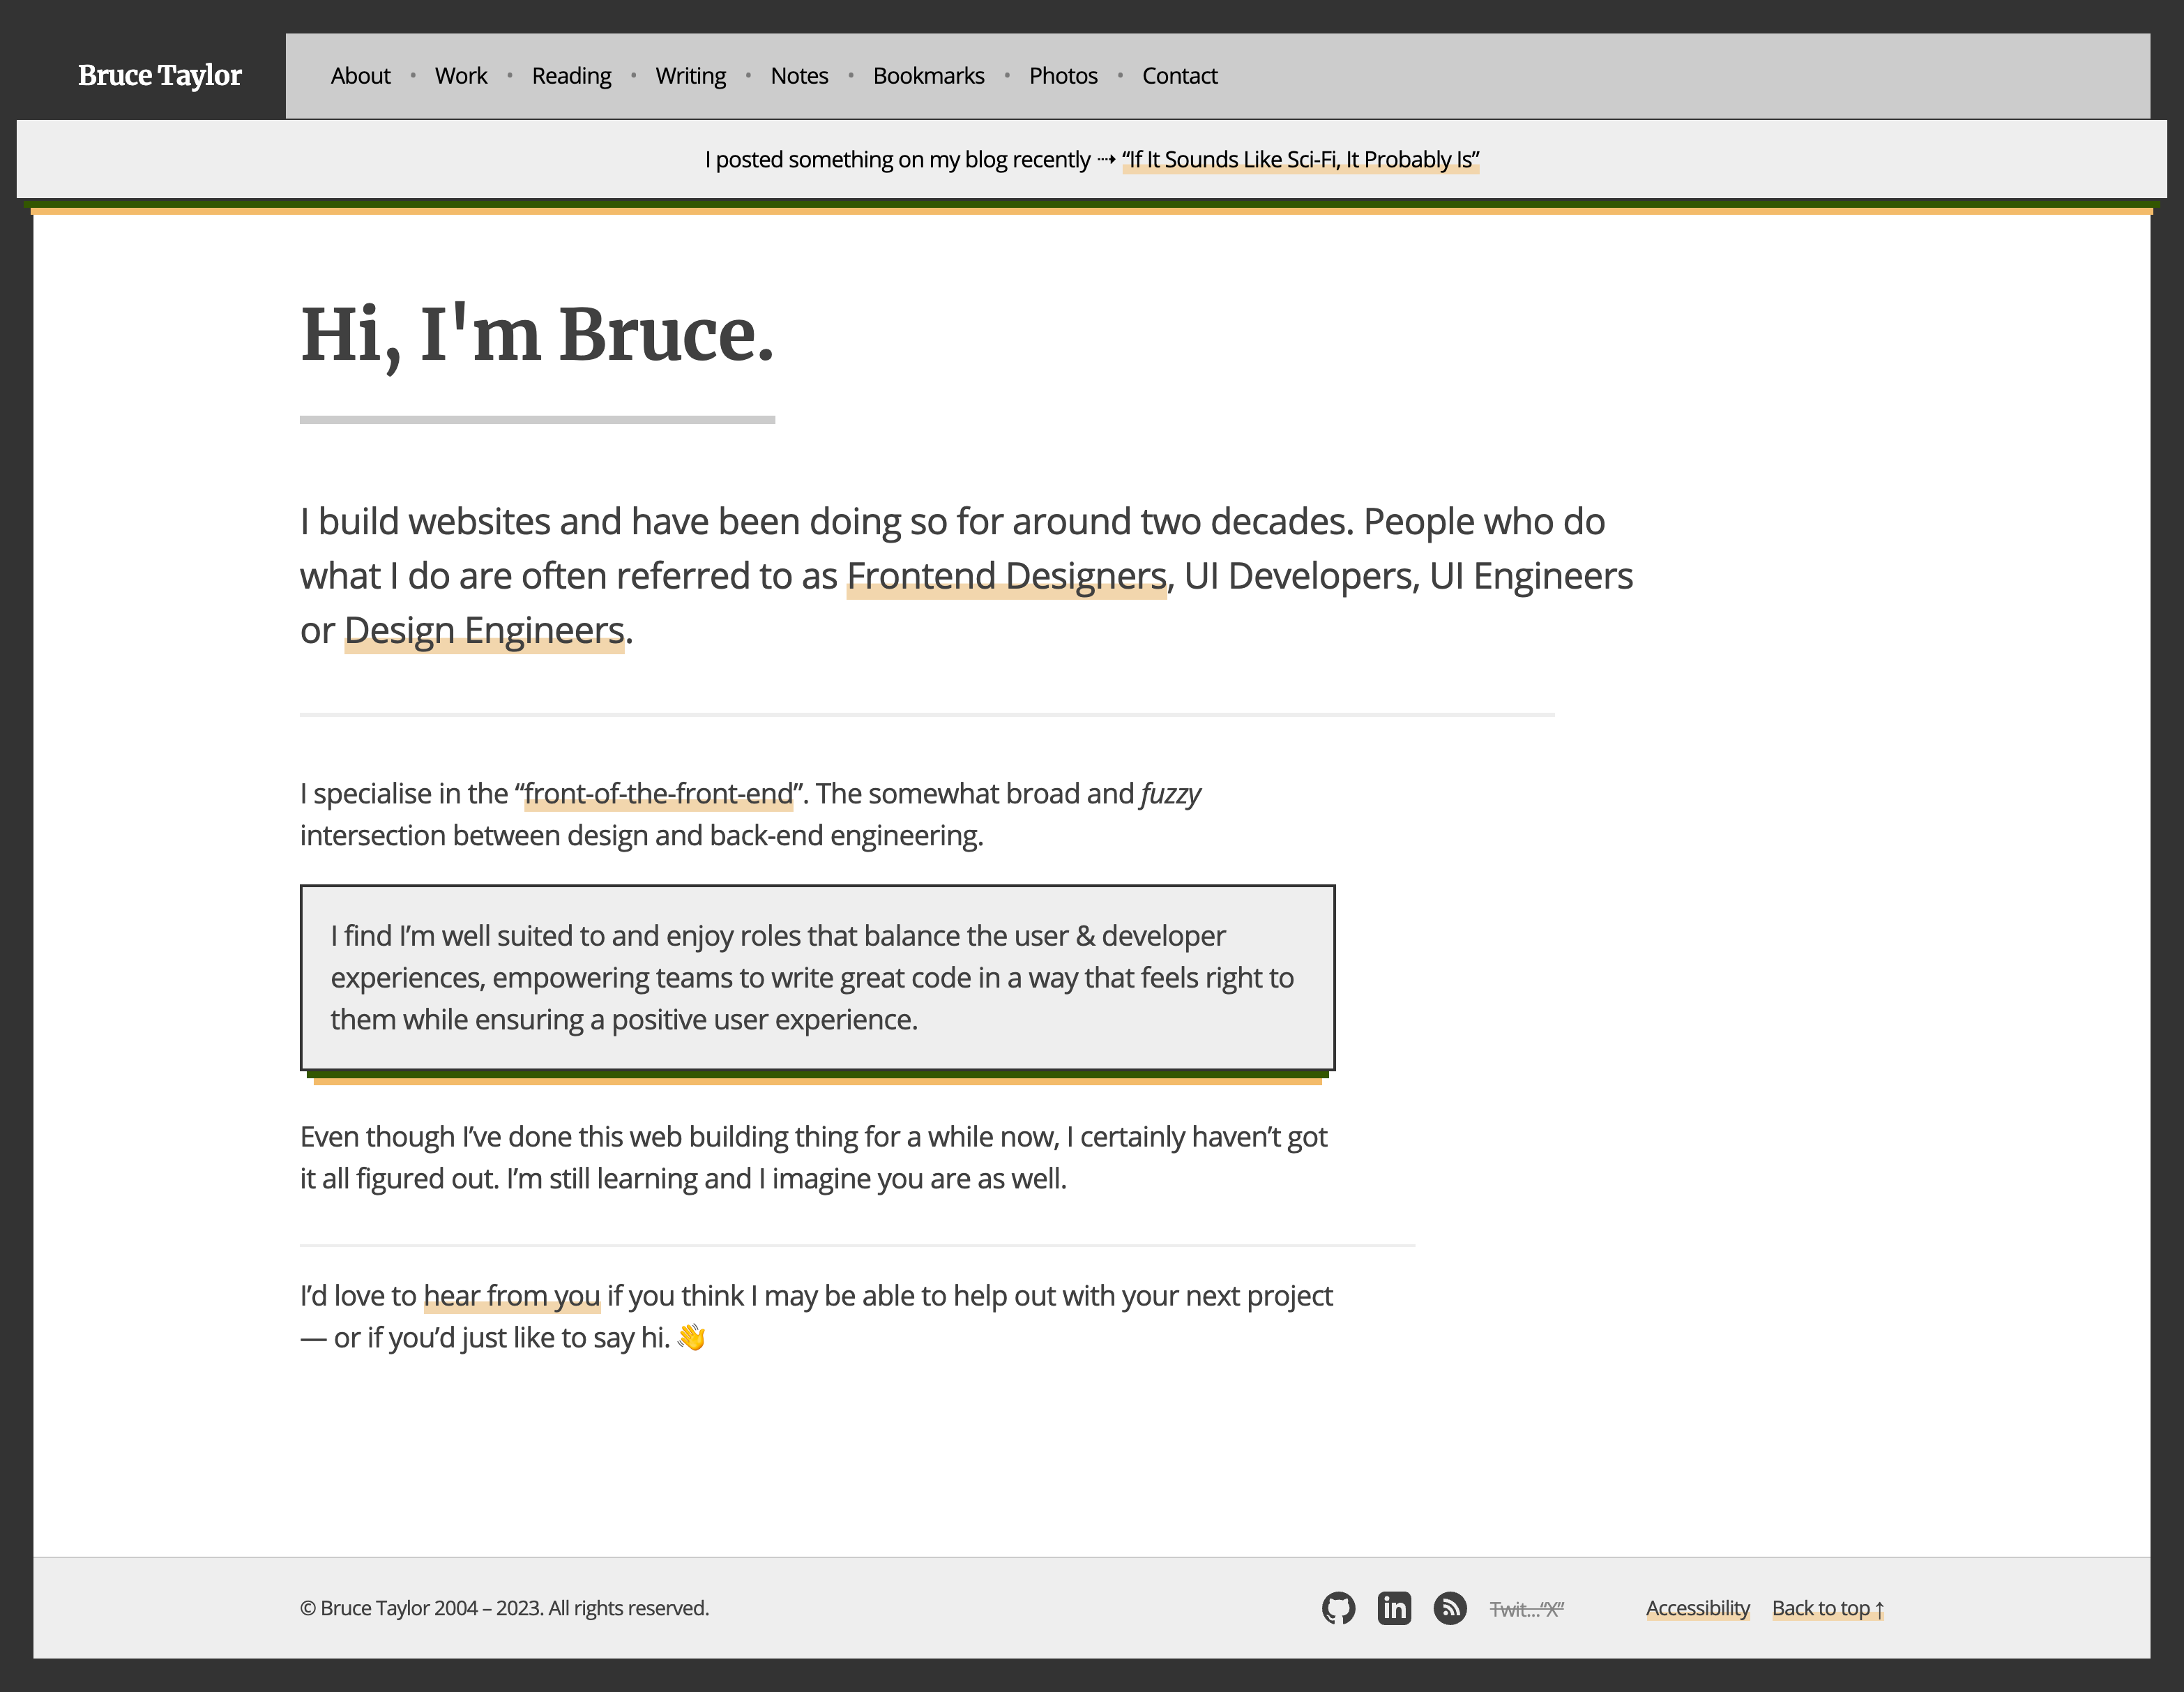 Bruce Taylor
About • Work • Reading • Writing • Notes • Bookmarks • Photos • Contact
I posted something on my blog recently ⇢ “If It Sounds Like Sci-Fi, It Probably Is”
Hi, I'm Bruce.
I build websites and have been doing so for around two decades. People who do
what I do are often referred to as Frontend Designers, UI Developers, UI Engineers
or Design Engineers.
I specialise in the “front-of-the-front-end”. The somewhat broad and fuzzy
intersection between design and back-end engineering.
I find I’m well suited to and enjoy roles that balance the user & developer
experiences, empowering teams to write great code in a way that feels right to
them while ensuring a positive user experience.
Even though I’ve done this web building thing for a while now, I certainly haven’t got
it all figured out. I’m still learning and I imagine you are as well.
I’d love to hear from you if you think I may be able to help out with your next project
— or if you’d just like to say hi. 👋
© Bruce Taylor 2004 – 2023. All rights reserved.
in Twit…“X” Accessibility Back to top ↑